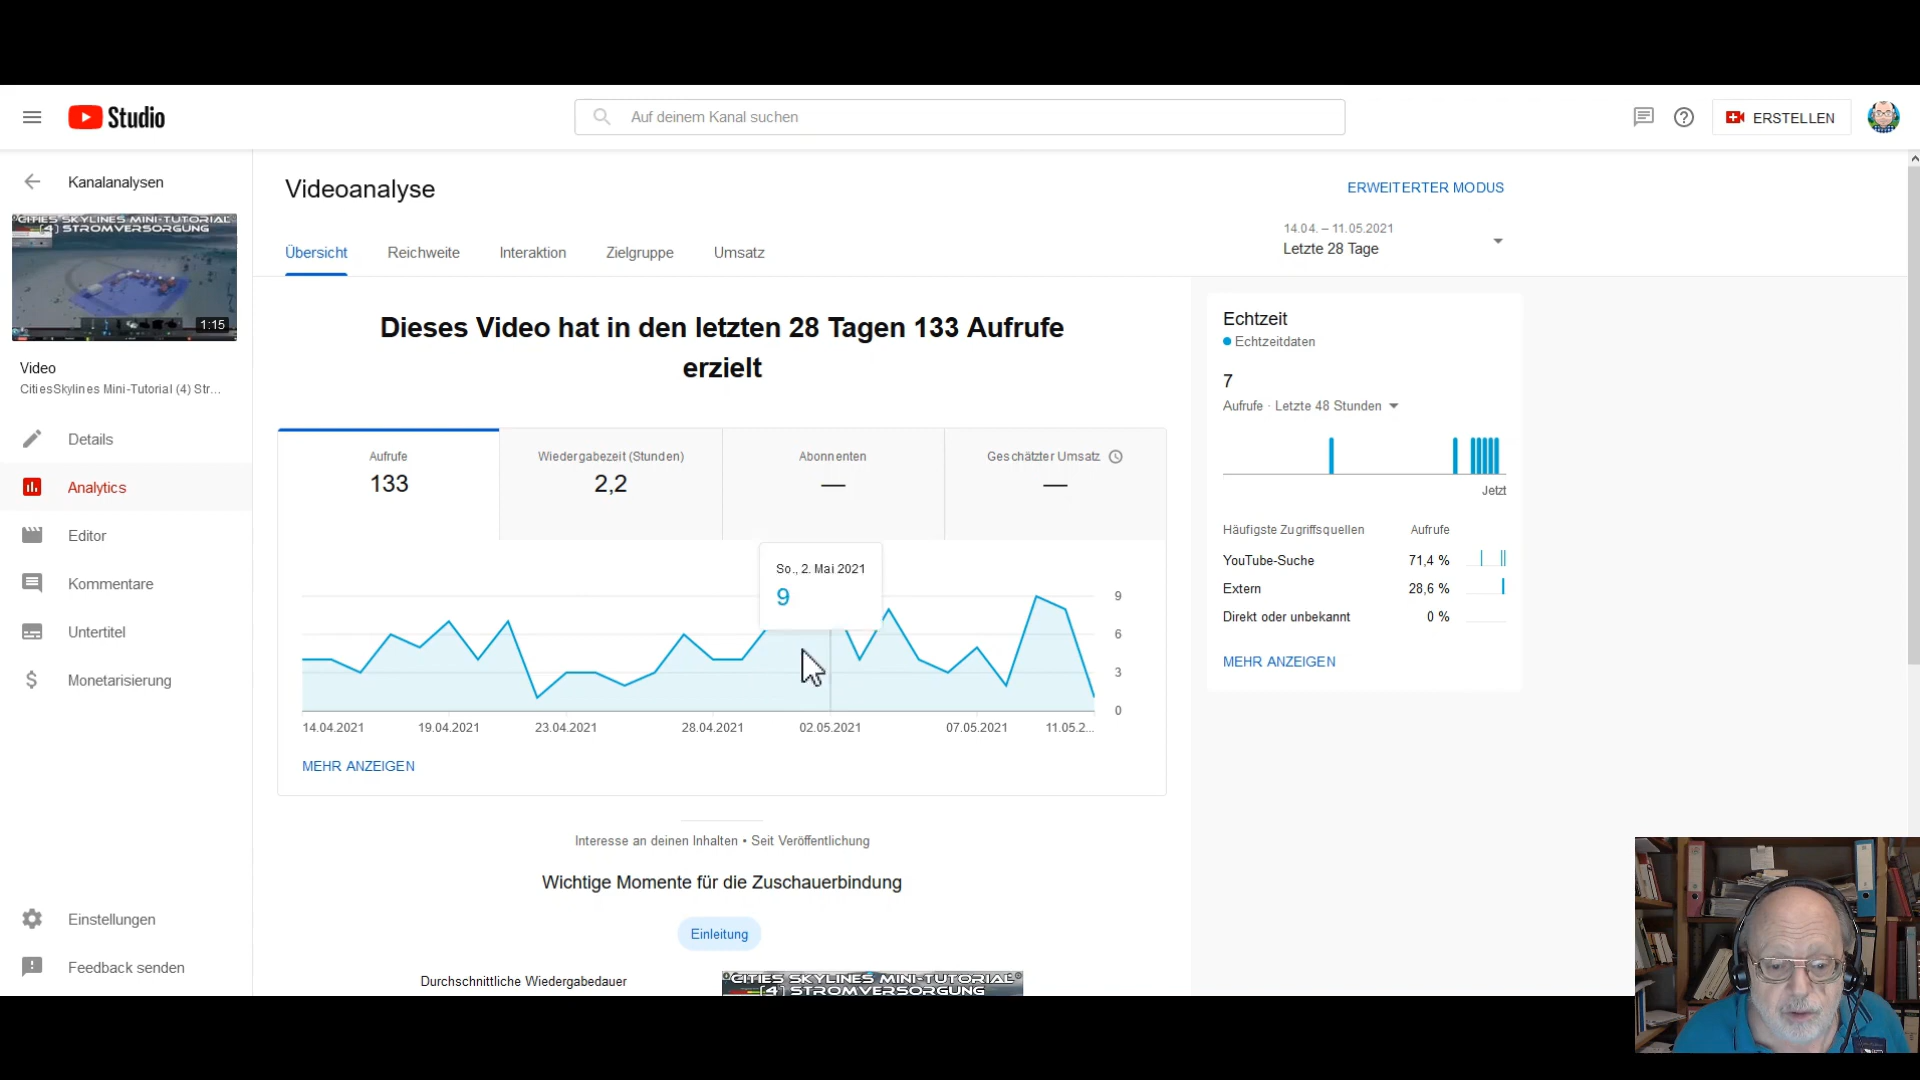 Studio
Auf deinem Kanal suchen
ERSTELLEN
Kanalanalysen
CITIES SKYLINES MINI-TUTORIAL
(4) STROMVERSORGUNG
1:15
Video
CitiesSkylines Mini-Tutorial (4) Str...
Details
Analytics
Editor
Kommentare
Untertitel
Monetarisierung
Einstellungen
Feedback senden
Videoanalyse
ERWEITERTER MODUS
14.04. – 11.05.2021
Letzte 28 Tage
Übersicht
Reichweite
Interaktion
Zielgruppe
Umsatz
Dieses Video hat in den letzten 28 Tagen 133 Aufrufe
erzielt
Aufrufe
133
Wiedergabezeit (Stunden)
2,2
Abonnenten
—
Geschätzter Umsatz
—
So., 2. Mai 2021
9
9
6
3
0
14.04.2021
19.04.2021
23.04.2021
28.04.2021
02.05.2021
07.05.2021
11.05.2...
MEHR ANZEIGEN
Interesse an deinen Inhalten • Seit Veröffentlichung
Wichtige Momente für die Zuschauerbindung
Einleitung
Durchschnittliche Wiedergabedauer
CITIES SKYLINES MINI-TUTORIAL
(4) STROMVERSORGUNG
Echtzeit
Echtzeitdaten
7
Aufrufe · Letzte 48 Stunden
Jetzt
Häufigste Zugriffsquellen Aufrufe
YouTube-Suche 71,4 %
Extern 28,6 %
Direkt oder unbekannt 0 %
MEHR ANZEIGEN